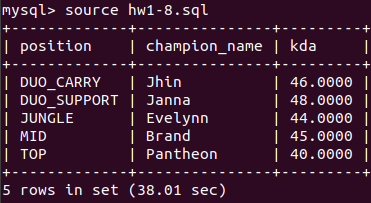 mysql> source hw1-8.sql
+-------------+---------------+---------+
| position    | champion_name | kda     |
+-------------+---------------+---------+
| DUO_CARRY   | Jhin          | 46.0000 |
| DUO_SUPPORT | Janna         | 48.0000 |
| JUNGLE      | Evelynn       | 44.0000 |
| MID         | Brand         | 45.0000 |
| TOP         | Pantheon      | 40.0000 |
+-------------+---------------+---------+
5 rows in set (38.01 sec)